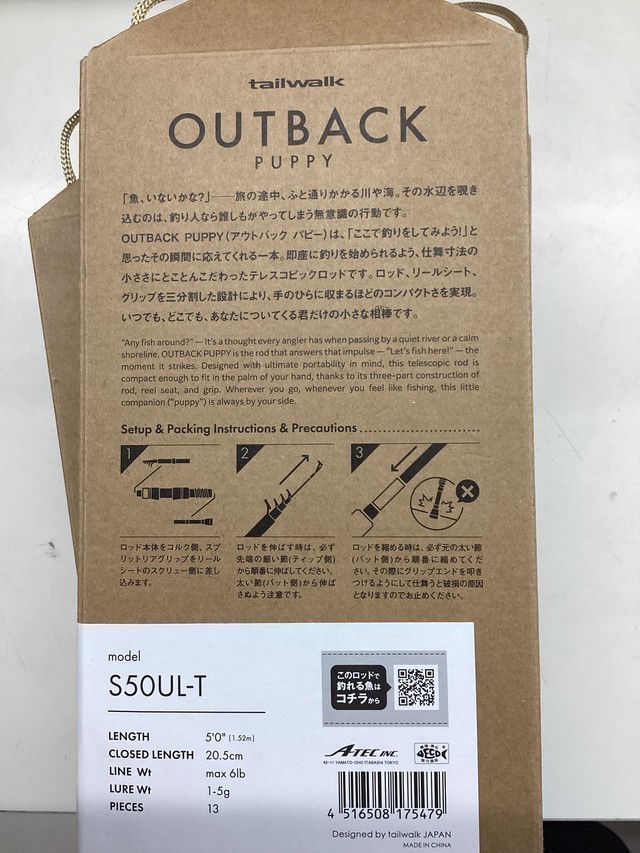 tailwalk
OUTBACK
PUPPY
「魚、いないかな?」――旅の途中、ふと通りかかる川や海。その水辺を覗き
込むのは、釣り人なら誰しもがやってしまう無意識の行動です。
OUTBACK PUPPY(アウトバック パピー)は、「ここで釣りをしてみよう!」と
思ったその瞬間に応えてくれる一本。即座に釣りを始められるよう、仕舞寸法の
小ささにとことんこだわったテレスコピックロッドです。ロッド、リールシート、
グリップを三分割した設計により、手のひらに収まるほどのコンパクトさを実現。
いつでも、どこでも、あなたについてくる君だけの小さな相棒です。
"Any fish around?" — It's a thought every angler has when passing by a quiet river or a calm
shoreline. OUTBACK PUPPY is the rod that answers that impulse — "Let's fish here!" — the
moment it strikes. Designed with ultimate portability in mind, this telescopic rod is
compact enough to fit in the palm of your hand, thanks to its three-part construction of
rod, reel seat, and grip. Wherever you go, whenever you feel like fishing, this little
companion ("puppy") is always by your side.
Setup & Packing Instructions & Precautions
1
2
3
ロッド本体をコルク側、スプ
リットリアグリップをリール
シートのスクリュー側に差し
込みます。
ロッドを伸ばす時は、必ず
先端の細い節(ティップ側)
から順番に伸ばしてください。
太い節(バット側)から伸ば
さぬよう注意です。
ロッドを縮める時は、必ず元の太い節
(バット側)から順番に縮めてくだ
さい。その際にグリップエンドを叩き
つけるようにして仕舞うと破損の原因
となりますのでお止めください。
model
S50UL-T
このロッドで
釣れる魚は
コチラから
LENGTH 5'0" (1.52m)
CLOSED LENGTH 20.5cm
LINE Wt max 6lb
LURE Wt 1-5g
PIECES 13
A-TEC INC.
42-11 YAMATO-CHO ITABASHI TOKYO
4 516508 175479
Designed by tailwalk JAPAN
MADE IN CHINA